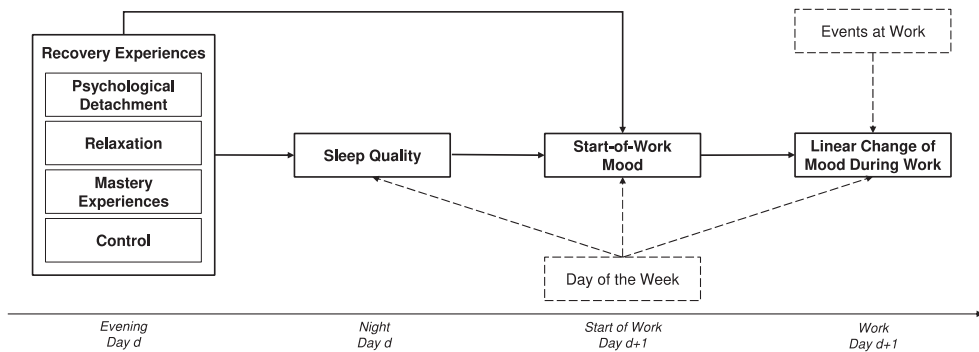 Recovery Experiences
Psychological
Detachment
Relaxation
Mastery
Experiences
Control
Sleep Quality
Start-of-Work
Mood
Events at Work
Linear Change of
Mood During Work
Day of the Week
Evening
Day d
Night
Day d
Start of Work
Day d+1
Work
Day d+1